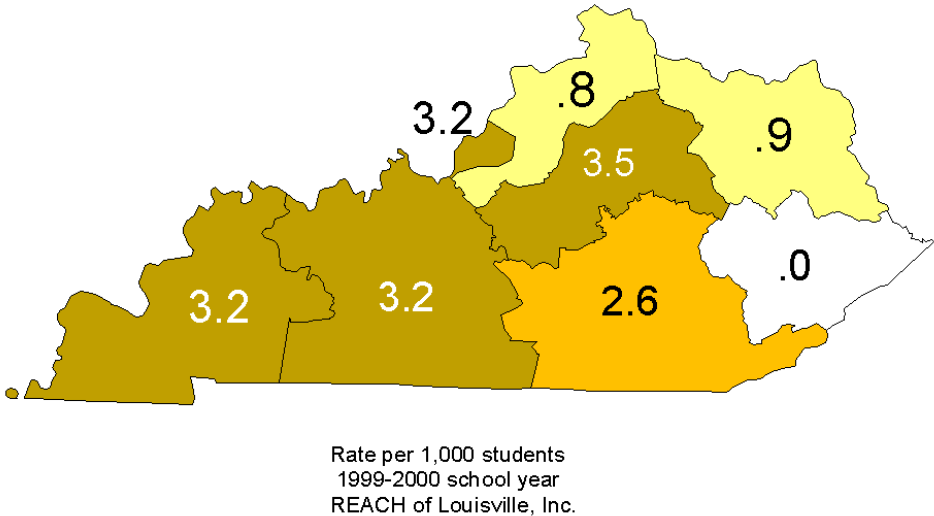 .8
3.2
.9
3.5
.0
3.2
3.2
2.6
Rate per 1,000 students
1999-2000 school year
REACH of Louisville, Inc.